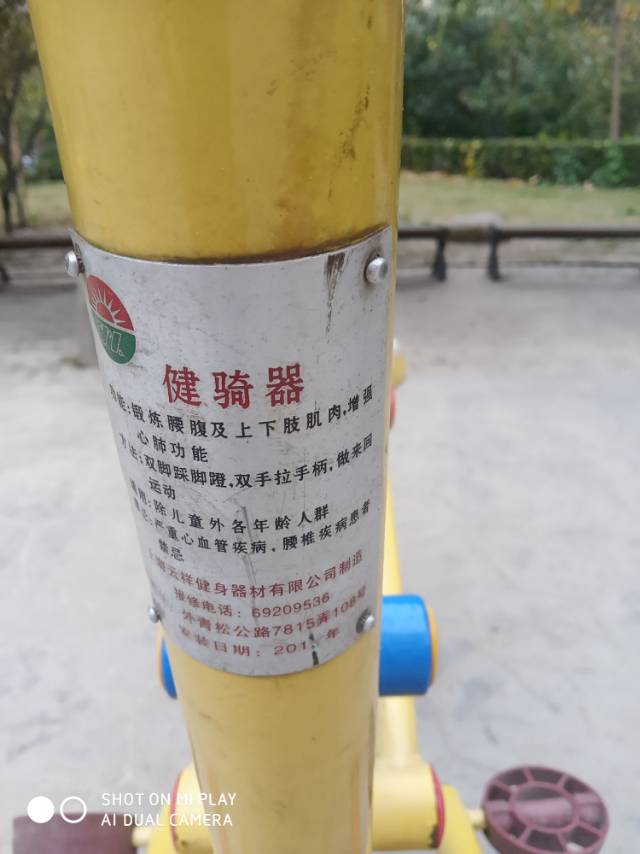 健骑器
功能:锻炼腰腹及上下肢肌肉,增强
心肺功能
方法:双脚踩脚蹬,双手拉手柄,做来回
运动
适用:除儿童外各年龄人群
禁忌:严重心血管疾病,腰椎疾病患者
禁忌
云祥健身器材有限公司制造
报修电话:69209536
外青松公路7815弄108号
安装日期:201 年
SHOT ON MI PLAY
AI DUAL CAMERA